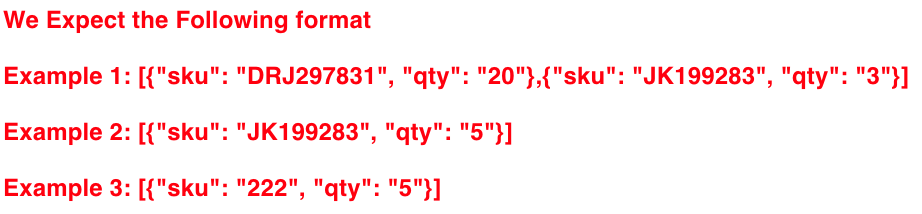 We Expect the Following format
Example 1: [{"sku": "DRJ297831", "qty": "20"},{"sku": "JK199283", "qty": "3"}]
Example 2: [{"sku": "JK199283", "qty": "5"}]
Example 3: [{"sku": "222", "qty": "5"}]